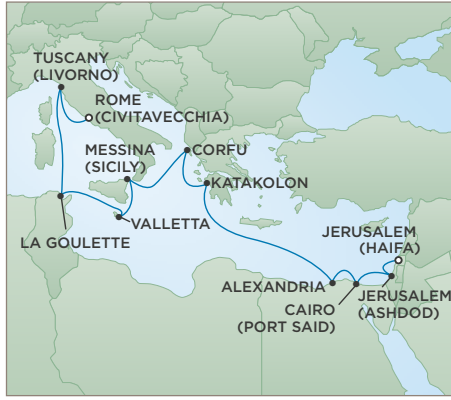 TUSCANY
(LIVORNO)
ROME
(CIVITAVECCHIA)
MESSINA
(SICILY)
CORFU
KATAKOLON
VALLETTA
LA GOULETTE
JERUSALEM
(HAIFA)
ALEXANDRIA
CAIRO
(PORT SAID)
JERUSALEM
(ASHDOD)